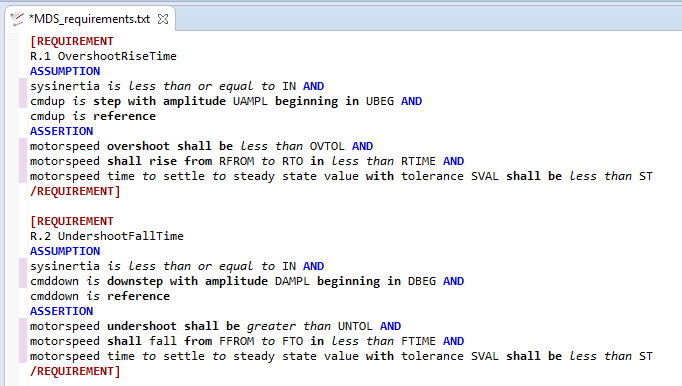 *MDS_requirements.txt
[REQUIREMENT
R.1 OvershootRiseTime
ASSUMPTION
sysinertia is less than or equal to IN AND
cmdup is step with amplitude UAMPL beginning in UBEG AND
cmdup is reference
ASSERTION
motorspeed overshoot shall be less than OVTOL AND
motorspeed shall rise from RFROM to RTO in less than RTIME AND
motorspeed time to settle to steady state value with tolerance SVAL shall be less than ST
/REQUIREMENT]
[REQUIREMENT
R.2 UndershootFallTime
ASSUMPTION
sysinertia is less than or equal to IN AND
cmddown is downstep with amplitude DAMPL beginning in DBEG AND
cmddown is reference
ASSERTION
motorspeed undershoot shall be greater than UNTOL AND
motorspeed shall fall from FFROM to FTO in less than FTIME AND
motorspeed time to settle to steady state value with tolerance SVAL shall be less than ST
/REQUIREMENT]